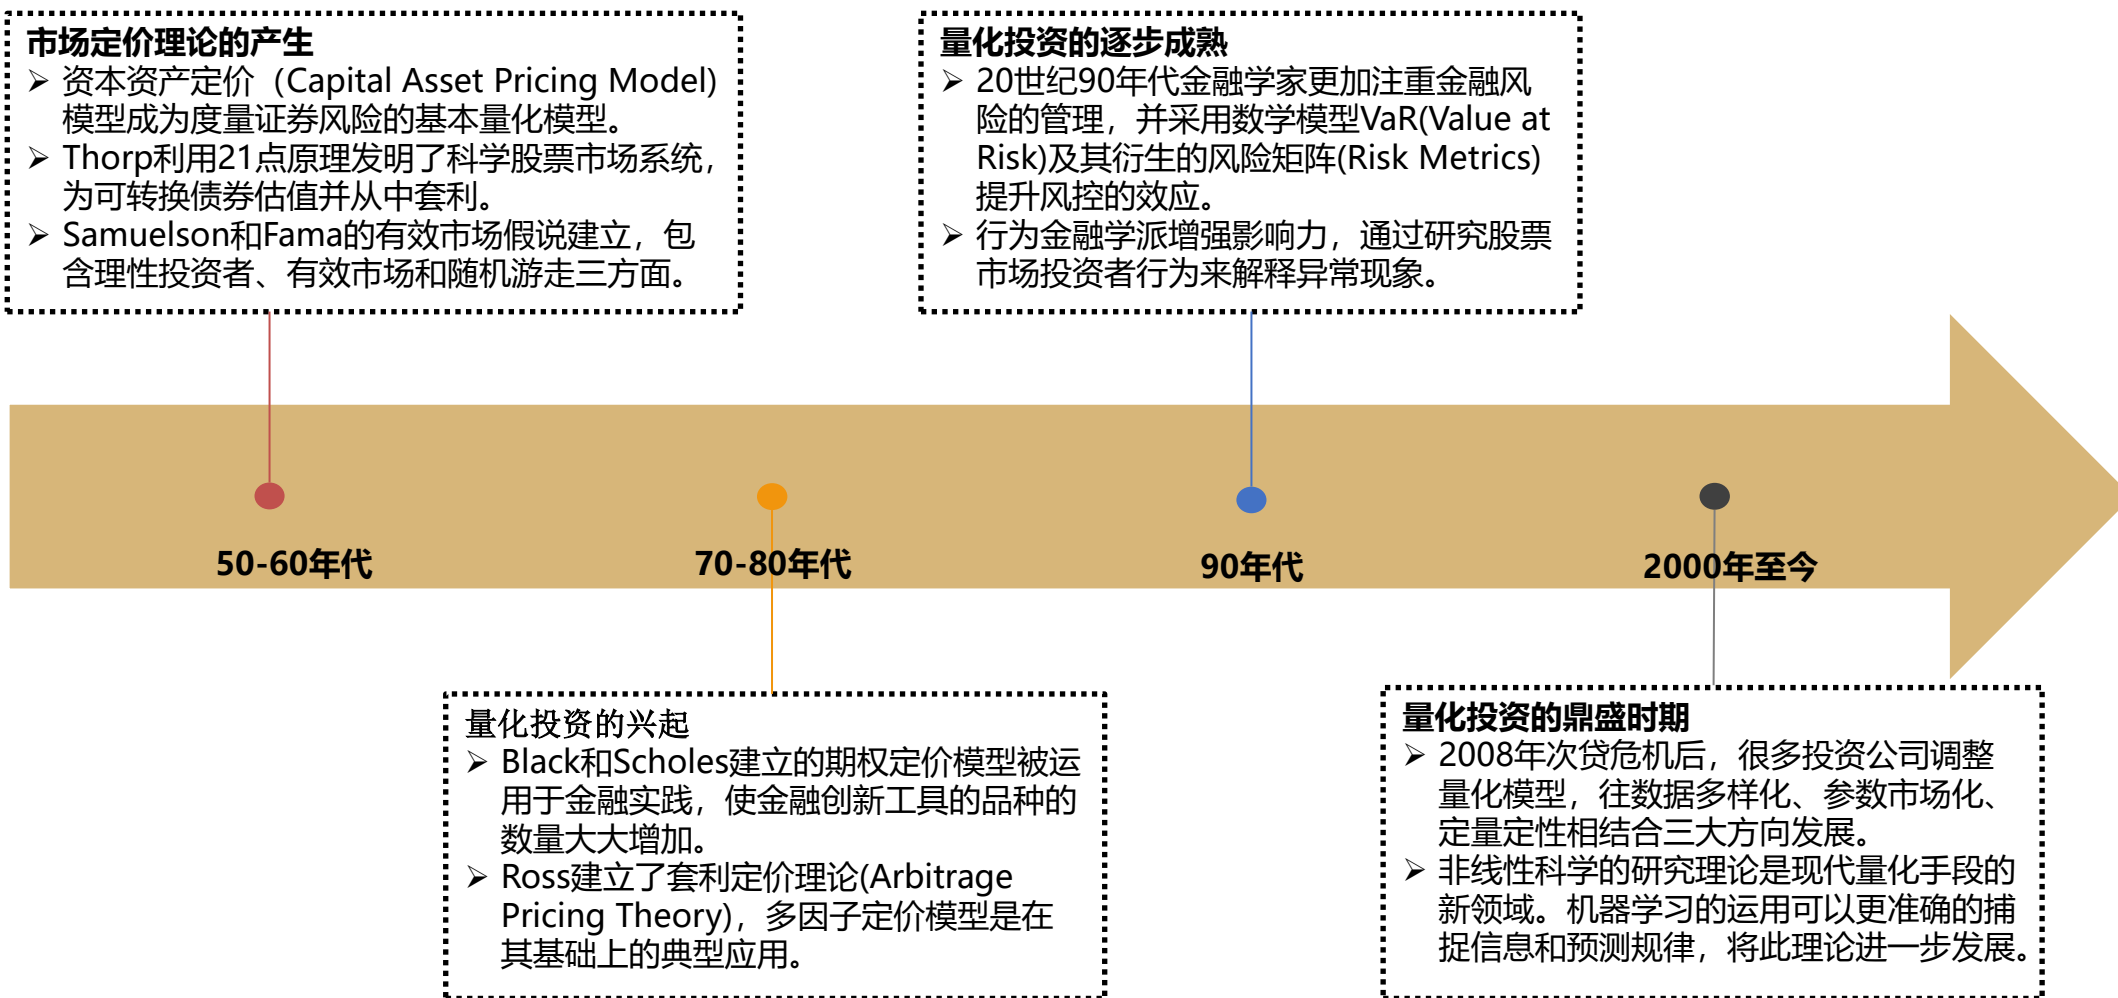 市场定价理论的产生
➢ 资本资产定价（Capital Asset Pricing Model)
模型成为度量证券风险的基本量化模型。
➢ Thorp利用21点原理发明了科学股票市场系统，
为可转换债券估值并从中套利。
➢ Samuelson和Fama的有效市场假说建立，包
含理性投资者、有效市场和随机游走三方面。
量化投资的逐步成熟
➢ 20世纪90年代金融学家更加注重金融风
险的管理，并采用数学模型VaR(Value at
Risk)及其衍生的风险矩阵(Risk Metrics)
提升风控的效应。
➢ 行为金融学派增强影响力，通过研究股票
市场投资者行为来解释异常现象。
50-60年代
70-80年代
90年代
2000年至今
量化投资的兴起
➢ Black和Scholes建立的期权定价模型被运
用于金融实践，使金融创新工具的品种的
数量大大增加。
➢ Ross建立了套利定价理论(Arbitrage
Pricing Theory)，多因子定价模型是在
其基础上的典型应用。
量化投资的鼎盛时期
➢ 2008年次贷危机后，很多投资公司调整
量化模型，往数据多样化、参数市场化、
定量定性相结合三大方向发展。
➢ 非线性科学的研究理论是现代量化手段的
新领域。机器学习的运用可以更准确的捕
捉信息和预测规律，将此理论进一步发展。